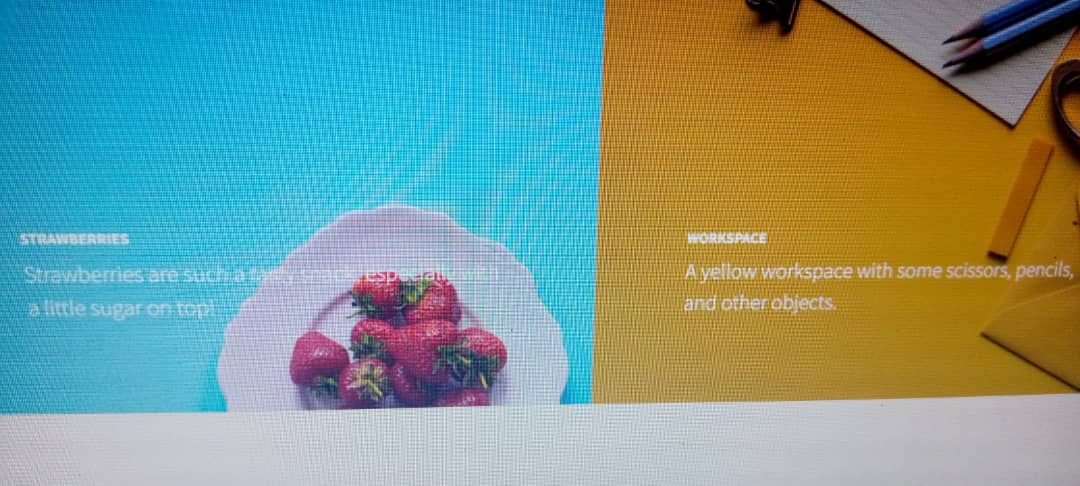 STRAWBERRIES
Strawberries are such a tasty snack, especially with
a little sugar on top!
WORKSPACE
A yellow workspace with some scissors, pencils,
and other objects.